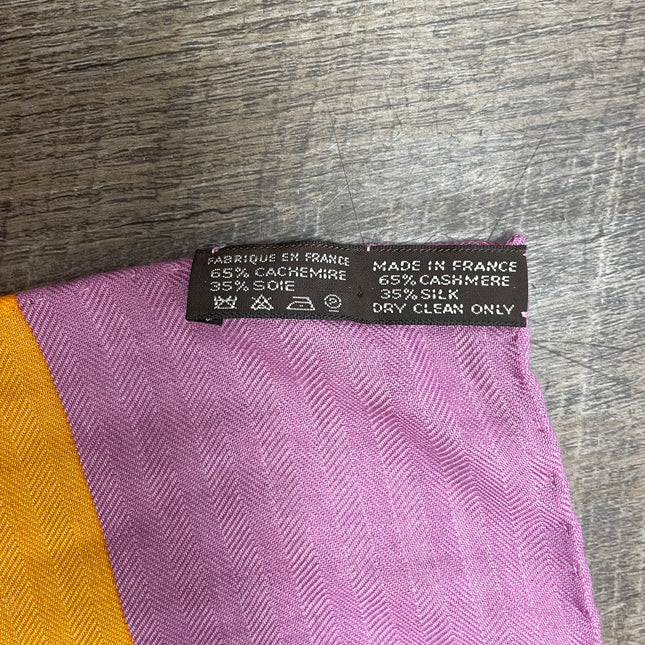 FABRIQUE EN FRANCE
65% CACHEMIRE
35% SOIE
MADE IN FRANCE
65% CASHMERE
35% SILK
DRY CLEAN ONLY